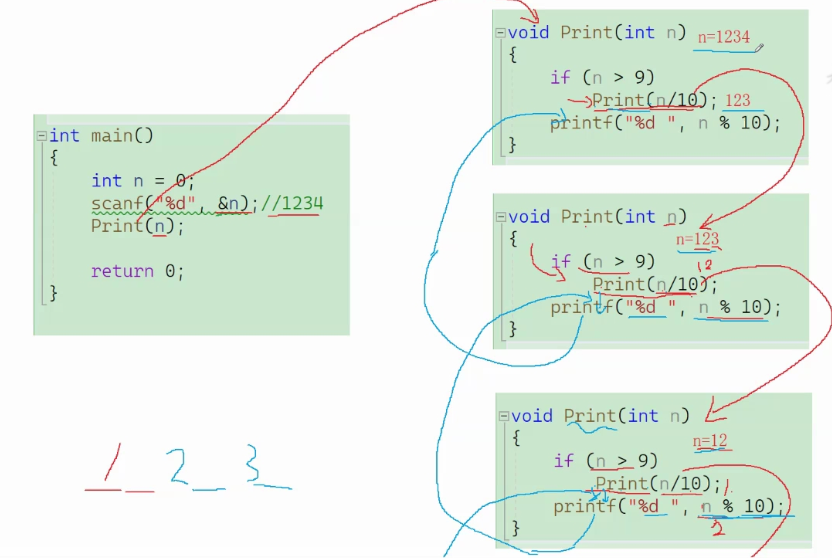 int main()
{
int n = 0;
scanf("%d", &n);//1234
Print(n);
return 0;
}
1 2 3
void Print(int n) n=1234
{
if (n > 9)
Print(n/10); 123
printf("%d ", n % 10);
}
void Print(int n)
{ n=123
if (n > 9) 12
Print(n/10);
printf("%d ", n % 10);
}
void Print(int n)
{ n=12
if (n > 9)
Print(n/10); 1
printf("%d ", n % 10);
} 2